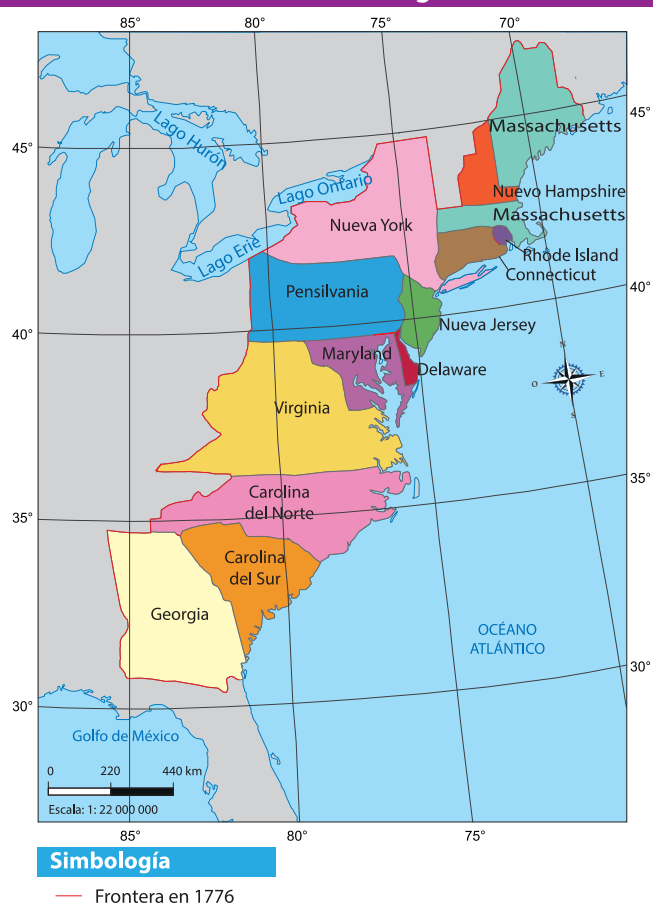 85°
80°
75°
70°
45°
45°
40°
40°
35°
35°
30°
30°
Lago Hurón
Lago Ontario
Lago Erie
Massachusetts
Nuevo Hampshire
Massachusetts
Nueva York
Rhode Island
Connecticut
Pensilvania
Nueva Jersey
Maryland
Delaware
Virginia
N
O
E
S
Carolina
del Norte
Carolina
del Sur
Georgia
OCÉANO
ATLÁNTICO
Golfo de México
0 220 440 km
Escala: 1: 22 000 000
85°
80°
75°
Simbología
Frontera en 1776